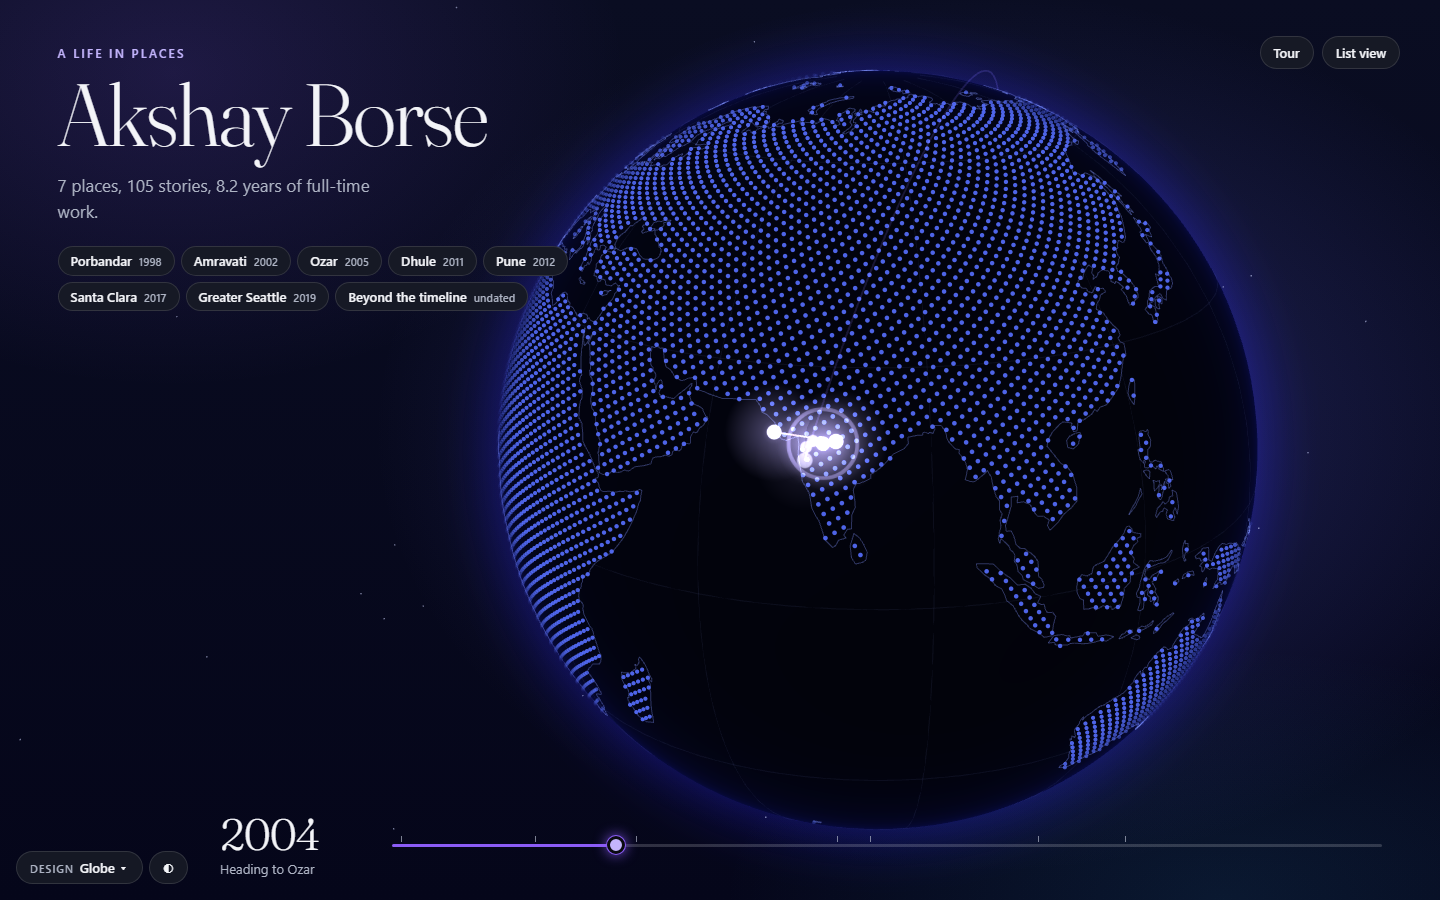 A LIFE IN PLACES
Tour
List view
Akshay Borse
7 places, 105 stories, 8.2 years of full-time
work.
Porbandar 1998
Amravati 2002
Ozar 2005
Dhule 2011
Pune 2012
Santa Clara 2017
Greater Seattle 2019
Beyond the timeline undated
2004
Heading to Ozar
DESIGN Globe